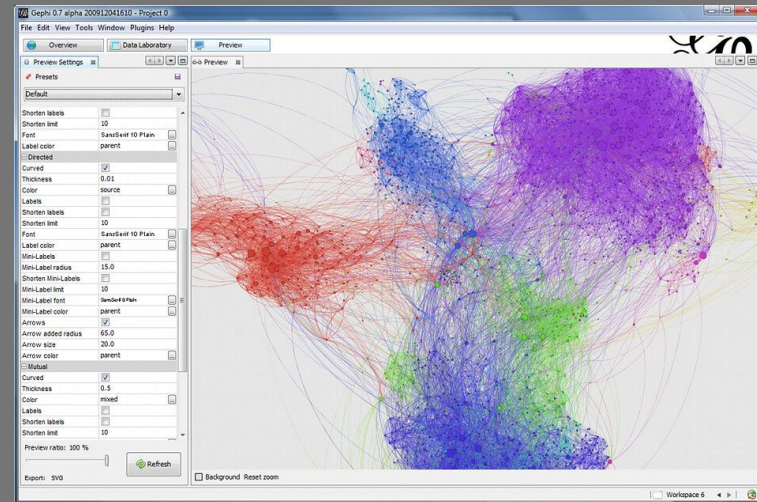 Gephi 0.7 alpha 200912041610 - Project 0
File Edit View Tools Window Plugins Help
Overview Data Laboratory Preview
Preview Settings Preview
Presets
Default
Shorten labels
Shorten limit 10
Font SansSerif 10 Plain
Label color parent
Directed
Curved
Thickness 0.01
Color source
Labels
Shorten labels
Shorten limit 10
Font SansSerif 10 Plain
Label color parent
Mini-Labels
Mini-Label radius 15.0
Shorten Mini-Labels
Mini-Label limit 10
Mini-Label font SansSerif 8 Plain
Mini-Label color parent
Arrows
Arrow added radius 65.0
Arrow size 20.0
Arrow color parent
Mutual
Curved
Thickness 0.5
Color mixed
Labels
Shorten labels
Shorten limit 10
Preview ratio: 100 %
Refresh
Export: SVG
Background Reset zoom
Workspace 6